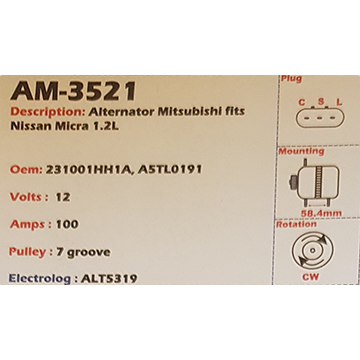 AM-3521
Description: Alternator Mitsubishi fits
Nissan Micra 1.2L
Oem: 231001HH1A, A5TL0191
Volts : 12
Amps : 100
Pulley : 7 groove
Electrolog : ALT5319
Plug
C S L
Mounting
58.4mm
Rotation
CW